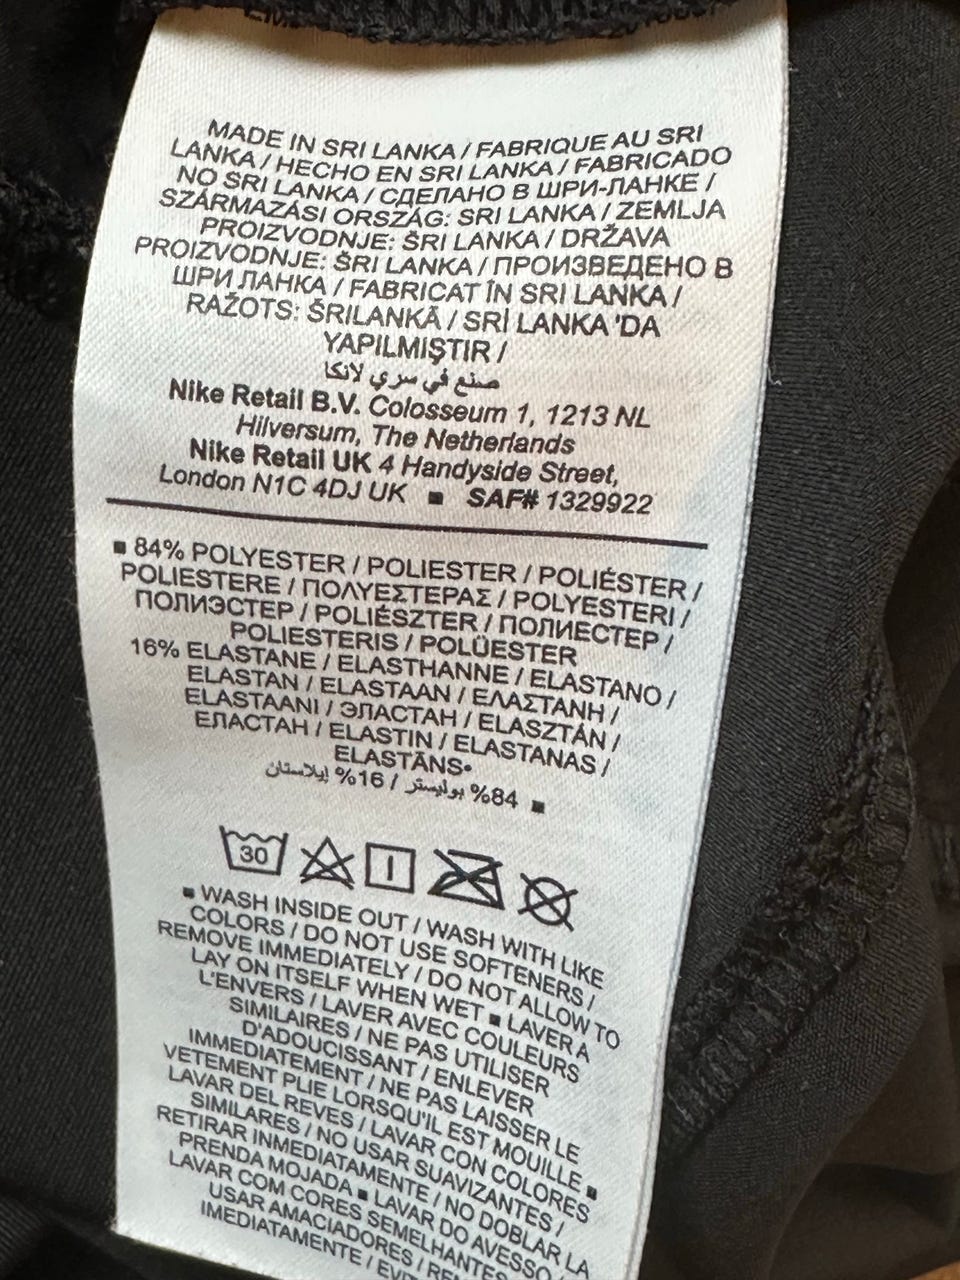 MADE IN SRI LANKA / FABRIQUE AU SRI
LANKA / HECHO EN SRI LANKA / FABRICADO
NO SRI LANKA / СДЕЛАНО В ШРИ-ЛАНКЕ /
SZÁRMAZÁSI ORSZÁG: SRI LANKA / ZEMLJA
PROIZVODNJE: ŠRI LANKA / DRŽAVA
PROIZVODNJE: ŠRI LANKA / ПРОИЗВЕДЕНО В
ШРИ ЛАНКА / FABRICAT ÎN SRI LANKA /
RAŽOTS: ŠRILANKĀ / SRİ LANKA 'DA
YAPILMIŞTIR /
صنع في سري لانكا
Nike Retail B.V. Colosseum 1, 1213 NL
Hilversum, The Netherlands
Nike Retail UK 4 Handyside Street,
London N1C 4DJ UK ■ SAF# 1329922
■ 84% POLYESTER / POLIESTER / POLIÉSTER /
POLIESTERE / ΠΟΛΥΕΣΤΕΡΑΣ / POLYESTERI /
ПОЛИЭСТЕР / POLIÉSZTER / ПОЛИЕСТЕР /
POLIESTERIS / POLÜESTER
16% ELASTANE / ELASTHANNE / ELASTANO /
ELASTAN / ELASTAAN / ΕΛΑΣΤΑΝΗ /
ELASTAANI / ЭЛАСТАН / ELASZTÁN /
ЕЛАСТАН / ELASTIN / ELASTANAS /
ELASTĀNS•
■ 84% بوليستر / 16% إيلاستان
30
■ WASH INSIDE OUT / WASH WITH LIKE
COLORS / DO NOT USE SOFTENERS /
REMOVE IMMEDIATELY / DO NOT ALLOW TO
LAY ON ITSELF WHEN WET ■ LAVER A
L'ENVERS / LAVER AVEC COULEURS
SIMILAIRES / NE PAS UTILISER
D'ADOUCISSANT / ENLEVER
IMMEDIATEMENT / NE PAS LAISSER LE
VETEMENT PLIE LORSQU'IL EST MOUILLE ■
LAVAR DEL REVES / LAVAR CON COLORES
SIMILARES / NO USAR SUAVIZANTES /
RETIRAR INMEDIATAMENTE / NO DOBLAR LA
PRENDA MOJADA ■ LAVAR DO AVESSO /
LAVAR COM CORES SEMELHANTES
USAR AMACIADORES /
IMEDIATAMENTE /